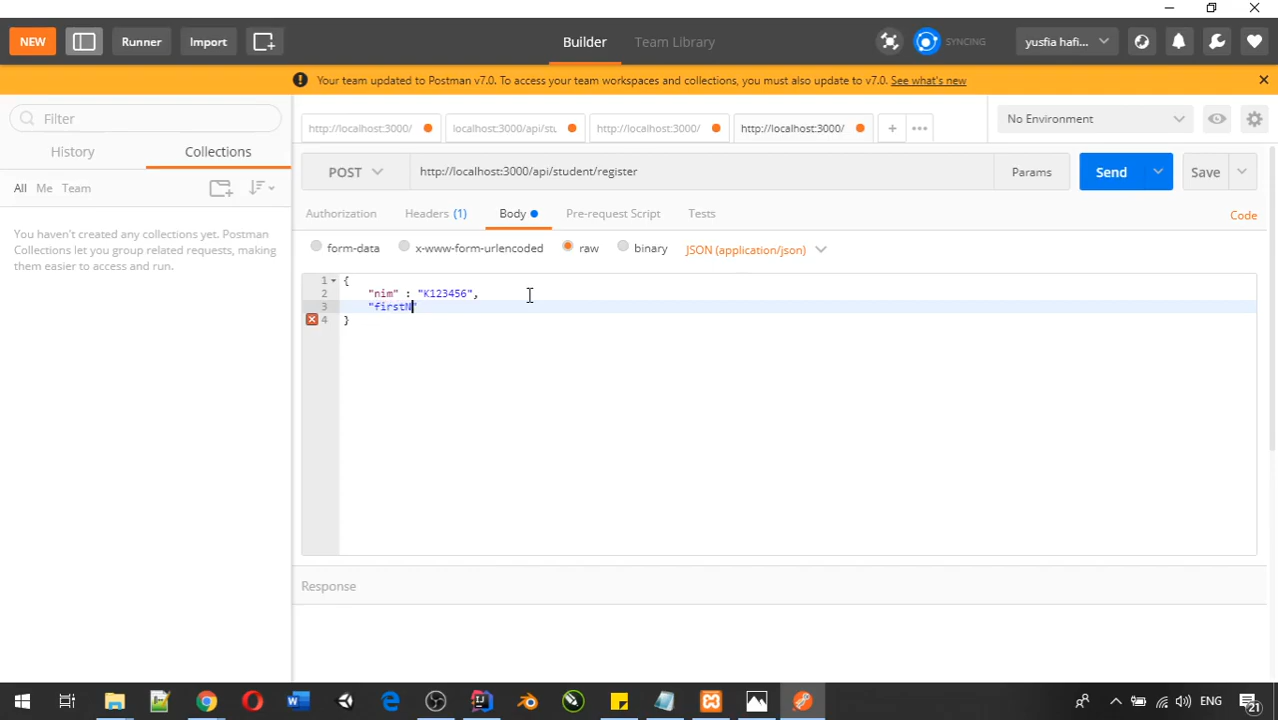 NEW
Runner
Import
Builder
Team Library
SYNCING
yusfia hafi...
Your team updated to Postman v7.0. To access your team workspaces and collections, you must also update to v7.0. See what's new
Filter
History
Collections
All Me Team
You haven't created any collections yet. Postman
Collections let you group related requests, making
them easier to access and run.
http://localhost:3000/
localhost:3000/api/stu
http://localhost:3000/
http://localhost:3000/
No Environment
POST
http://localhost:3000/api/student/register
Params
Send
Save
Authorization
Headers (1)
Body
Pre-request Script
Tests
Code
form-data
x-www-form-urlencoded
raw
binary
JSON (application/json)
1 {
2 "nim" : "K123456",
3 "firstN"
4 }
Response
ENG
21